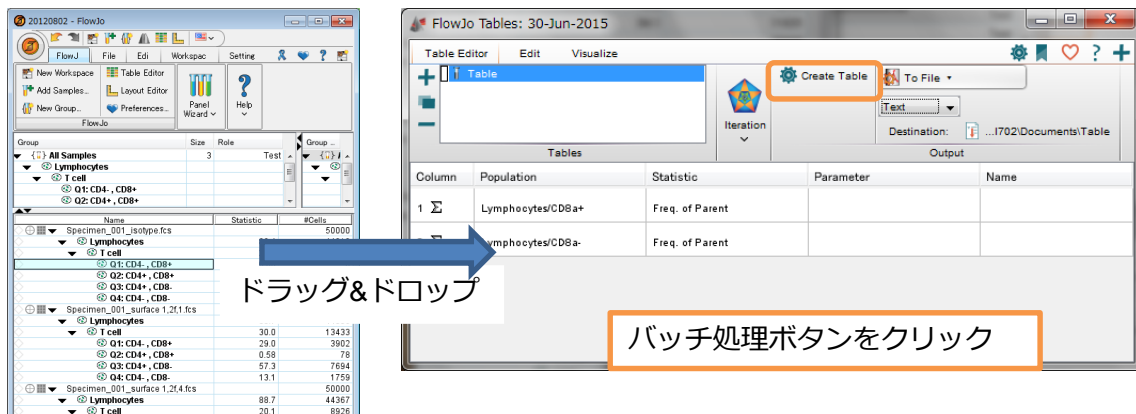 20120802 - FlowJo
FlowJ File Edi Workspac Setting
New Workspace Table Editor
Add Samples... Layout Editor
New Group... Preferences...
Panel Wizard
Help
FlowJo
Group Size Role Group ...
All Samples 3 Test
Lymphocytes
T cell
Q1: CD4- , CD8+
Q2: CD4+ , CD8+
Name Statistic #Cells
Specimen_001_isotype.fcs 50000
Lymphocytes
T cell
Q1: CD4- , CD8+
Q2: CD4+ , CD8+
Q3: CD4+ , CD8-
Q4: CD4- , CD8-
Specimen_001_surface 1,2f,1.fcs
Lymphocytes
T cell 30.0 13433
Q1: CD4- , CD8+ 29.0 3902
Q2: CD4+ , CD8+ 0.58 78
Q3: CD4+ , CD8- 57.3 7694
Q4: CD4- , CD8- 13.1 1759
Specimen_001_surface 1,2f,4.fcs 50000
Lymphocytes 88.7 44367
T cell 20.1 8926
ドラッグ&ドロップ
FlowJo Tables: 30-Jun-2015
Table Editor Edit Visualize
Table
Tables
Iteration
Create Table
To File
Text
Destination: ...I702\Documents\Table
Output
Column Population Statistic Parameter Name
1 Σ Lymphocytes/CD8a+ Freq. of Parent
ymphocytes/CD8a- Freq. of Parent
バッチ処理ボタンをクリック